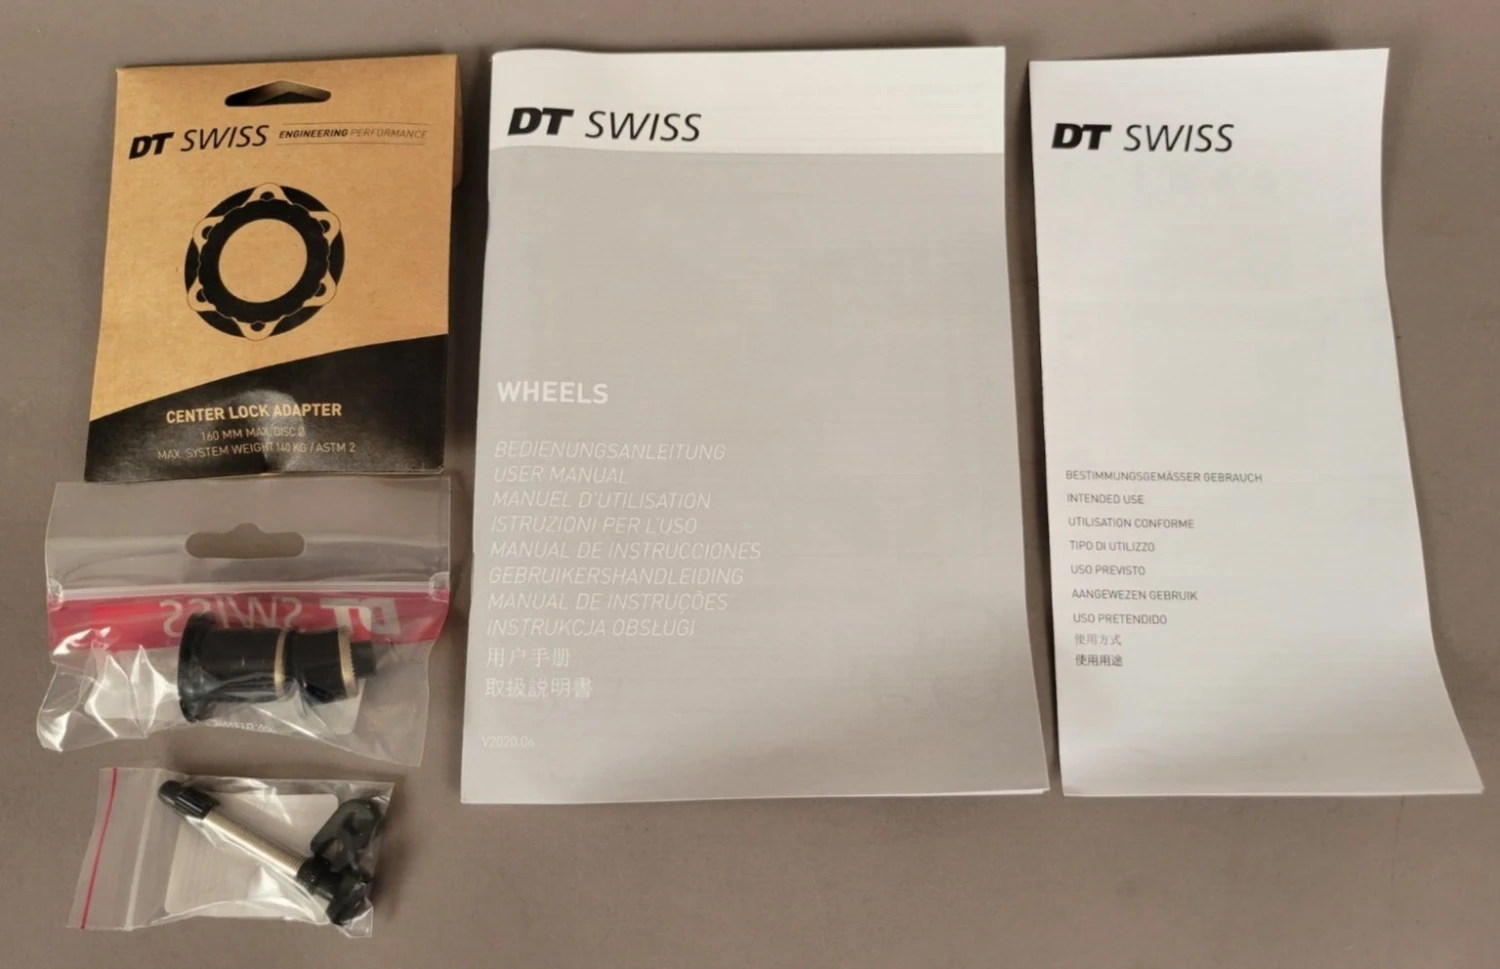 DT SWISS ENGINEERING PERFORMANCE
CENTER LOCK ADAPTER
160 MM MAX. DISC Ø
MAX. SYSTEM WEIGHT 140 KG / ASTM 2
DT SWISS
DT SWISS
WHEELS
BEDIENUNGSANLEITUNG
USER MANUAL
MANUEL D'UTILISATION
ISTRUZIONI PER L'USO
MANUAL DE INSTRUCCIONES
GEBRUIKERSHANDLEIDING
MANUAL DE INSTRUÇÕES
INSTRUKCJA OBSŁUGI
用户手册
取扱説明書
V2020.06
DT SWISS
BESTIMMUNGSGEMÄSSER GEBRAUCH
INTENDED USE
UTILISATION CONFORME
TIPO DI UTILIZZO
USO PREVISTO
AANGEWEZEN GEBRUIK
USO PRETENDIDO
使用方式
使用用途